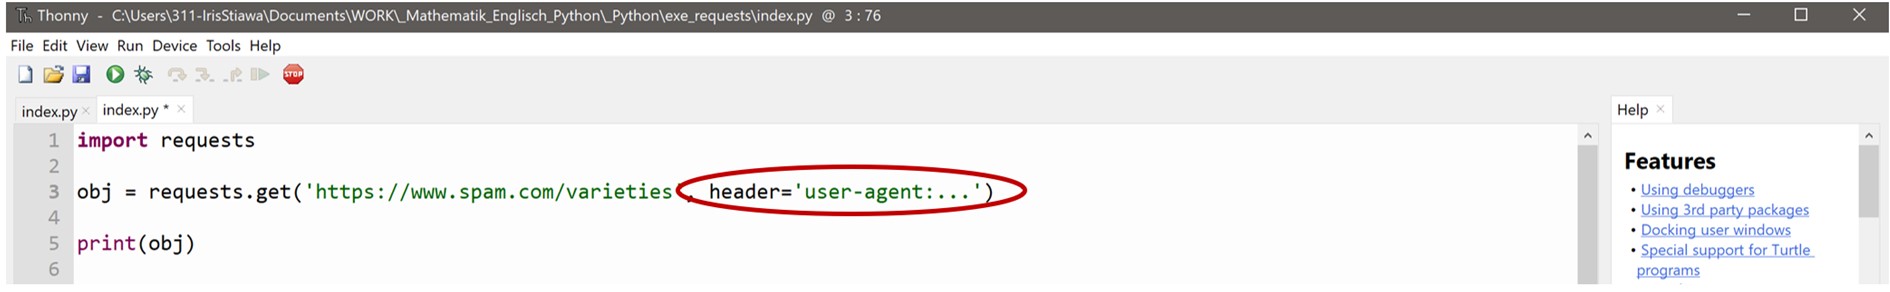 Th Thonny - C:\Users\311-IrisStiawa\Documents\WORK\_Mathematik_Englisch_Python\_Python\exe_requests\index.py @ 3 : 76
File Edit View Run Device Tools Help
STOP
index.py × index.py * ×
Help ×
1 import requests
2
3 obj = requests.get('https://www.spam.com/varieties', header='user-agent:...')
4
5 print(obj)
6
Features
• Using debuggers
• Using 3rd party packages
• Docking user windows
• Special support for Turtle
programs